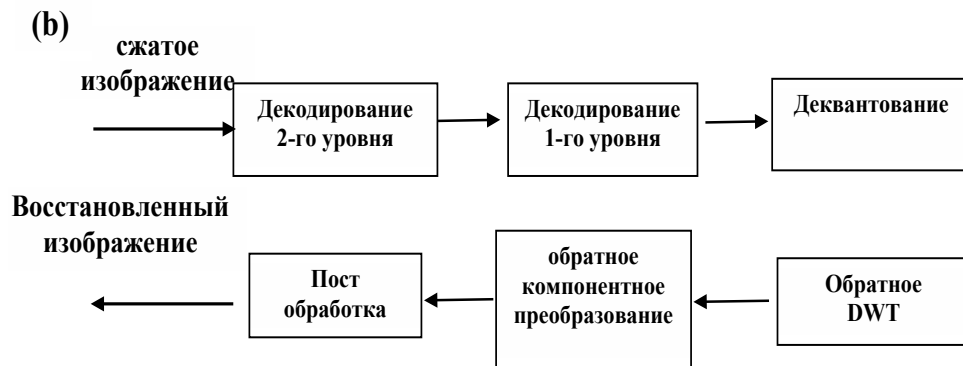 (b)
сжатое
изображение
Декодирование
2-го уровня
Декодирование
1-го уровня
Деквантование
Восстановленный
изображение
Пост
обработка
обратное
компонентное
преобразование
Обратное
DWT